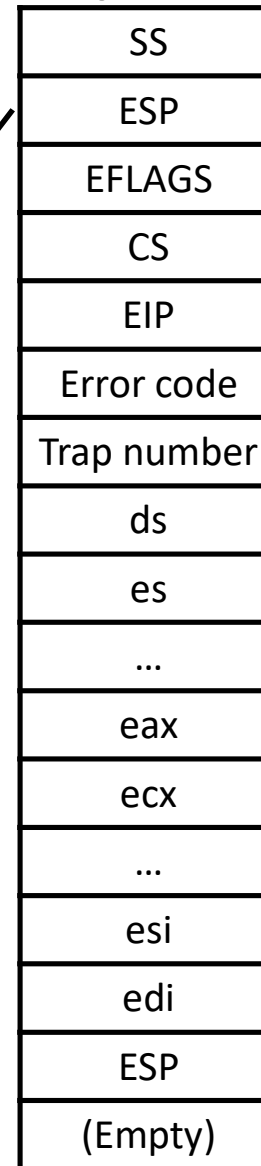 SS
ESP
EFLAGS
CS
EIP
Error code
Trap number
ds
es
...
eax
ecx
...
esi
edi
ESP
(Empty)